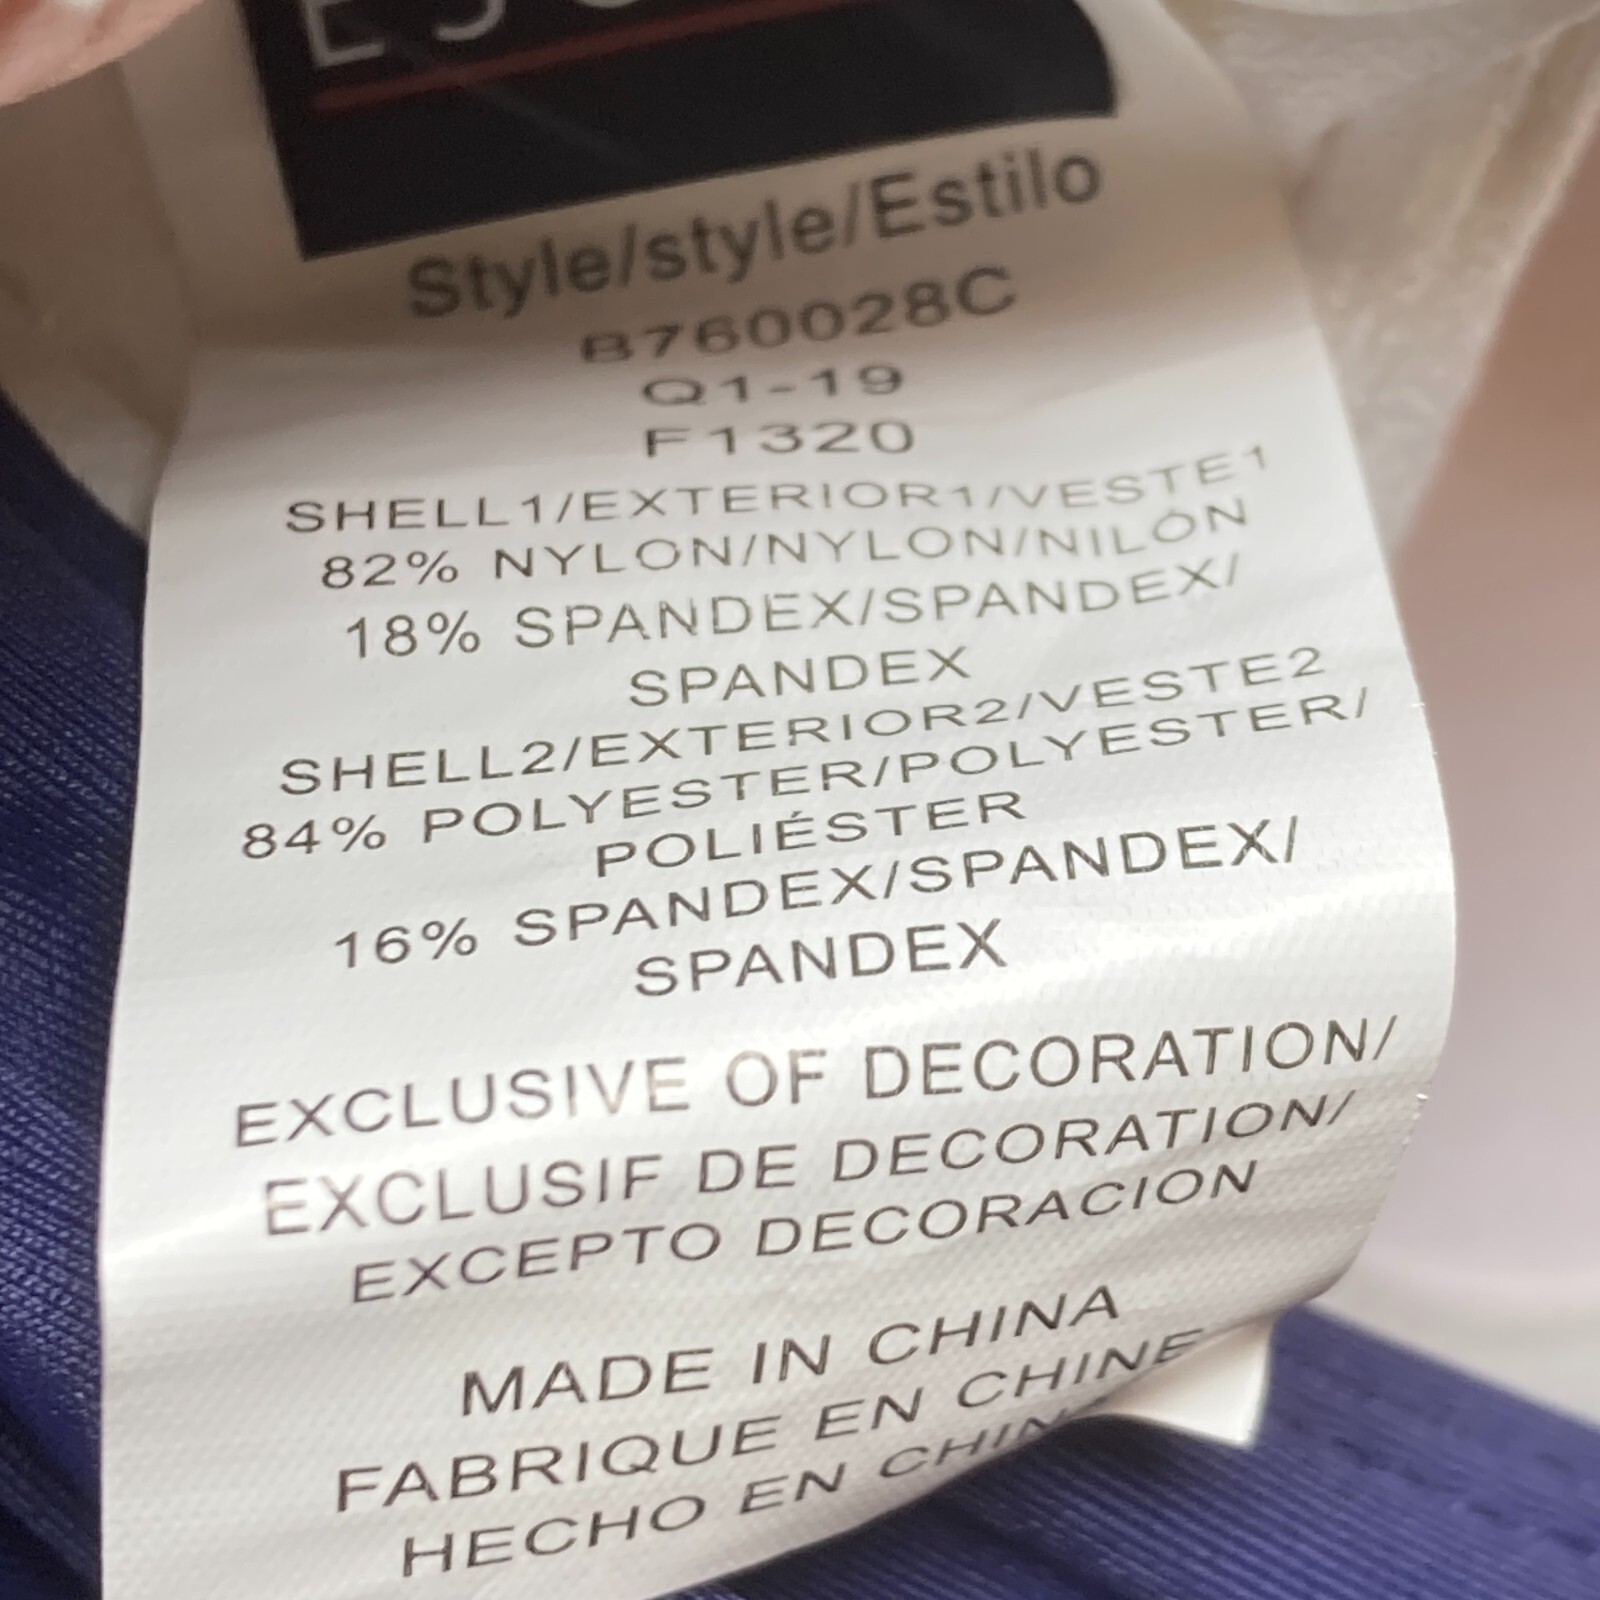 Style/style/Estilo
B760028C
Q1-19
F1320
SHELL1/EXTERIOR1/VESTE1
82% NYLON/NYLON/NILÓN
18% SPANDEX/SPANDEX/
SPANDEX
SHELL2/EXTERIOR2/VESTE2
84% POLYESTER/POLYESTER/
POLIÉSTER
16% SPANDEX/SPANDEX/
SPANDEX
EXCLUSIVE OF DECORATION/
EXCLUSIF DE DECORATION/
EXCEPTO DECORACION
MADE IN CHINA
FABRIQUE EN CHINE
HECHO EN